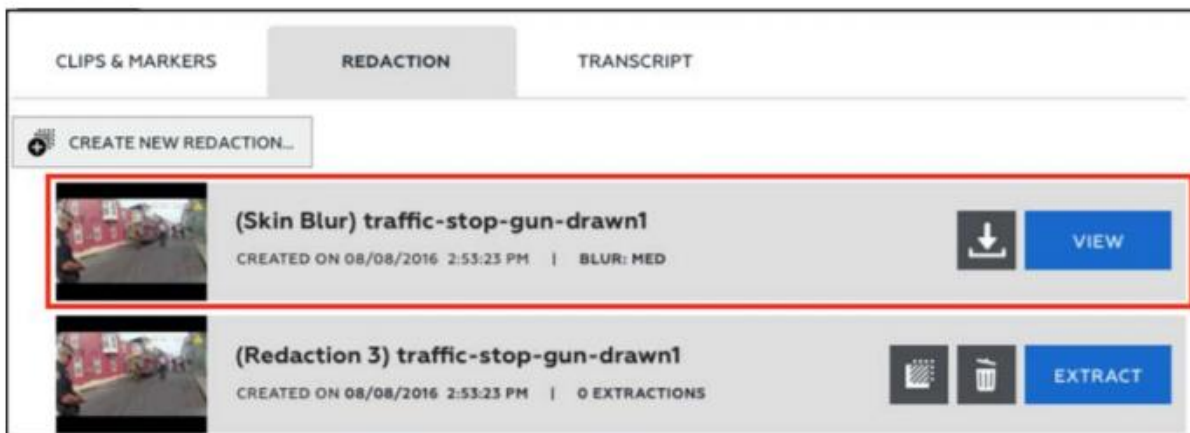 CLIPS & MARKERS REDACTION TRANSCRIPT
CREATE NEW REDACTION...
(Skin Blur) traffic-stop-gun-drawn1
CREATED ON 08/08/2016 2:53:23 PM | BLUR: MED
VIEW
(Redaction 3) traffic-stop-gun-drawn1
CREATED ON 08/08/2016 2:53:23 PM | 0 EXTRACTIONS
EXTRACT